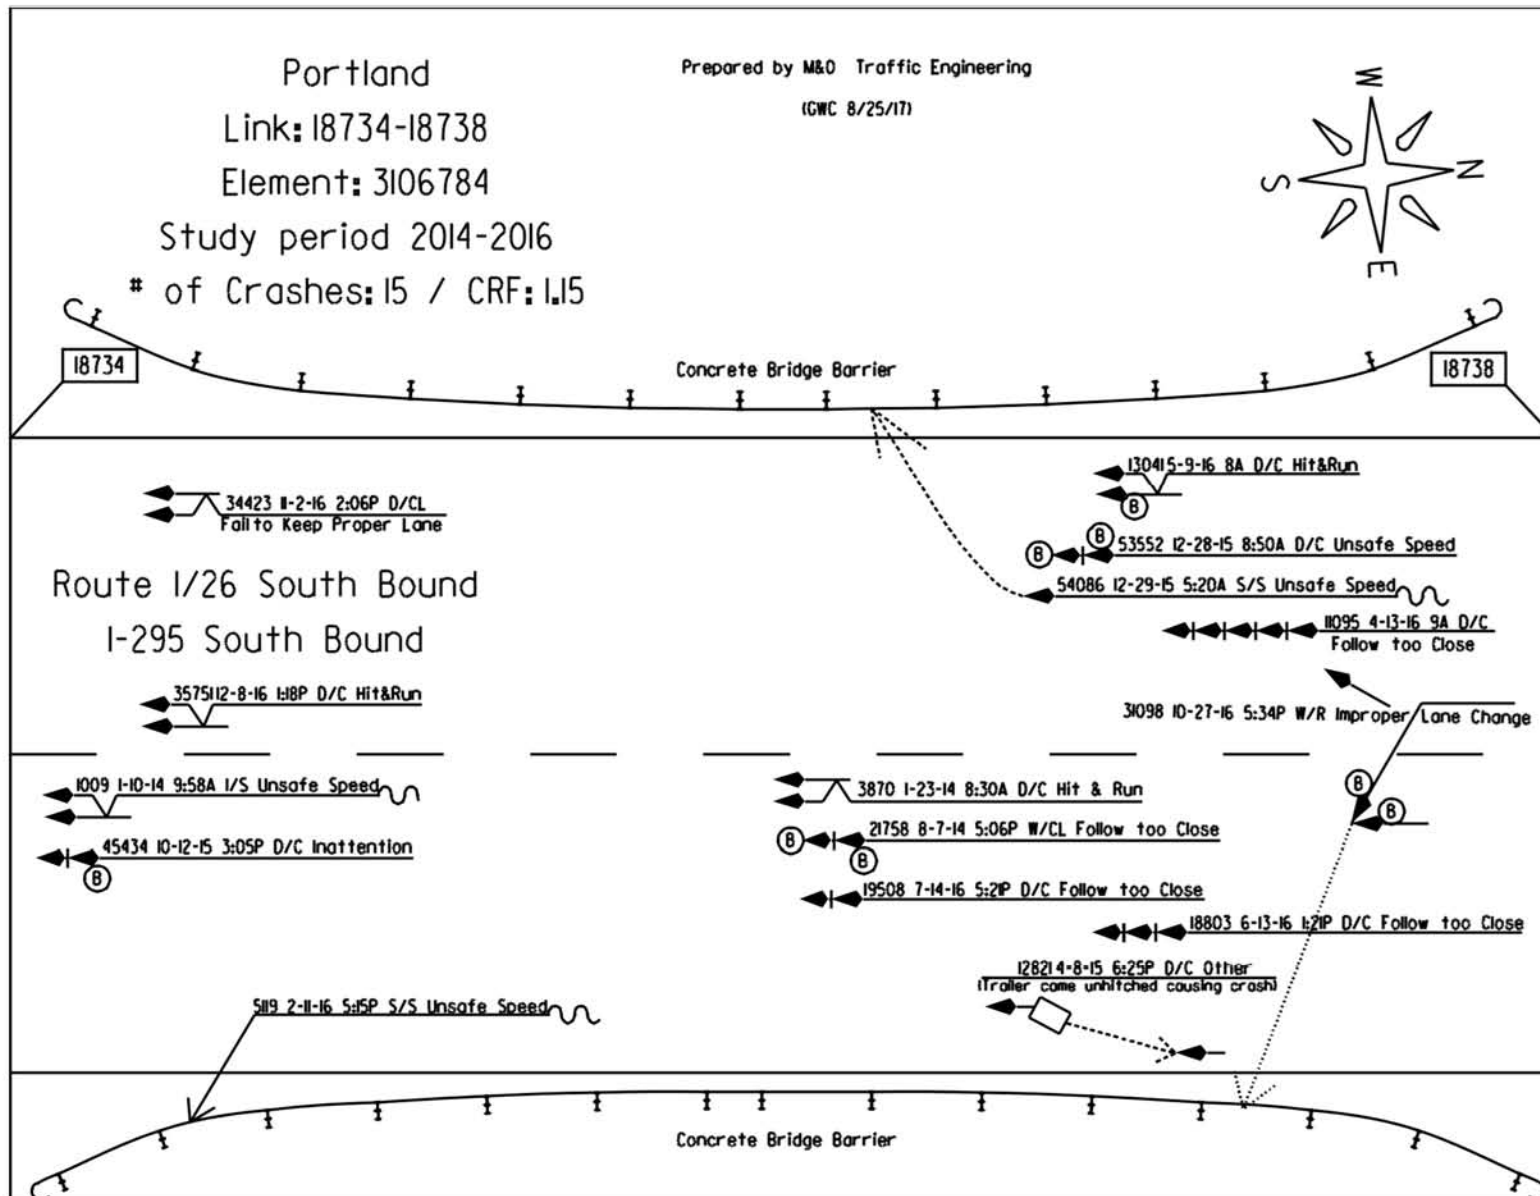 Portland
Link: 18734-18738
Element: 3106784
Study period 2014-2016
# of Crashes: 15 / CRF: 1.15
Prepared by M&O Traffic Engineering
(GWC 8/25/17)
W
N
S
E
18734
Concrete Bridge Barrier
18738
13041 5-9-16 8A D/C Hit&Run
B
34423 11-2-16 2:06P D/CL
Fail to Keep Proper Lane
B
B
53552 12-28-15 8:50A D/C Unsafe Speed
54086 12-29-15 5:20A S/S Unsafe Speed
Route 1/26 South Bound
I-295 South Bound
11095 4-13-16 9A D/C
Follow too Close
35751 12-8-16 1:18P D/C Hit&Run
31098 10-27-16 5:34P W/R Improper Lane Change
1009 1-10-14 9:58A I/S Unsafe Speed
3870 1-23-14 8:30A D/C Hit & Run
B
B
45434 10-12-15 3:05P D/C Inattention
B
B
21758 8-7-14 5:06P W/CL Follow too Close
B
19508 7-14-16 5:21P D/C Follow too Close
18803 6-13-16 1:21P D/C Follow too Close
12821 4-8-15 6:25P D/C Other
(Trailer came unhitched causing crash)
5119 2-11-16 5:15P S/S Unsafe Speed
Concrete Bridge Barrier